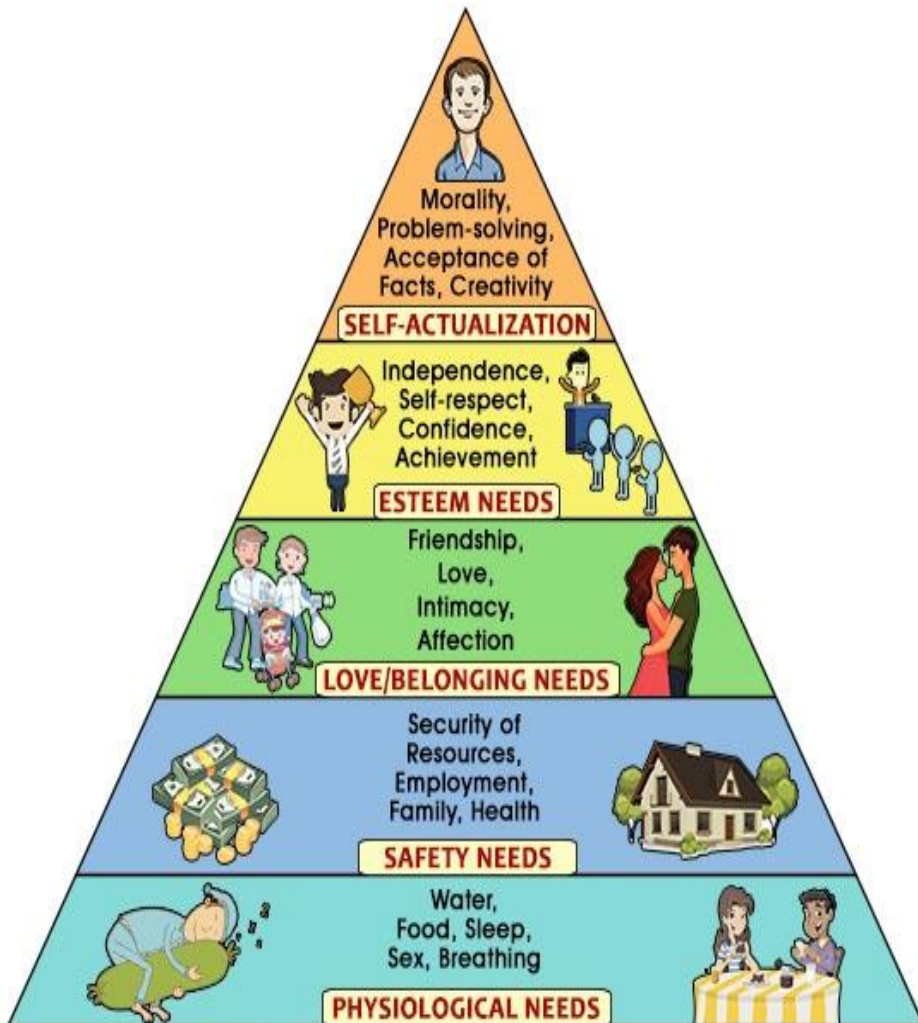 Morality,
Problem-solving,
Acceptance of
Facts, Creativity
SELF-ACTUALIZATION
Independence,
Self-respect,
Confidence,
Achievement
ESTEEM NEEDS
Friendship,
Love,
Intimacy,
Affection
LOVE/BELONGING NEEDS
Security of
Resources,
Employment,
Family, Health
SAFETY NEEDS
Water,
Food, Sleep,
Sex, Breathing
PHYSIOLOGICAL NEEDS